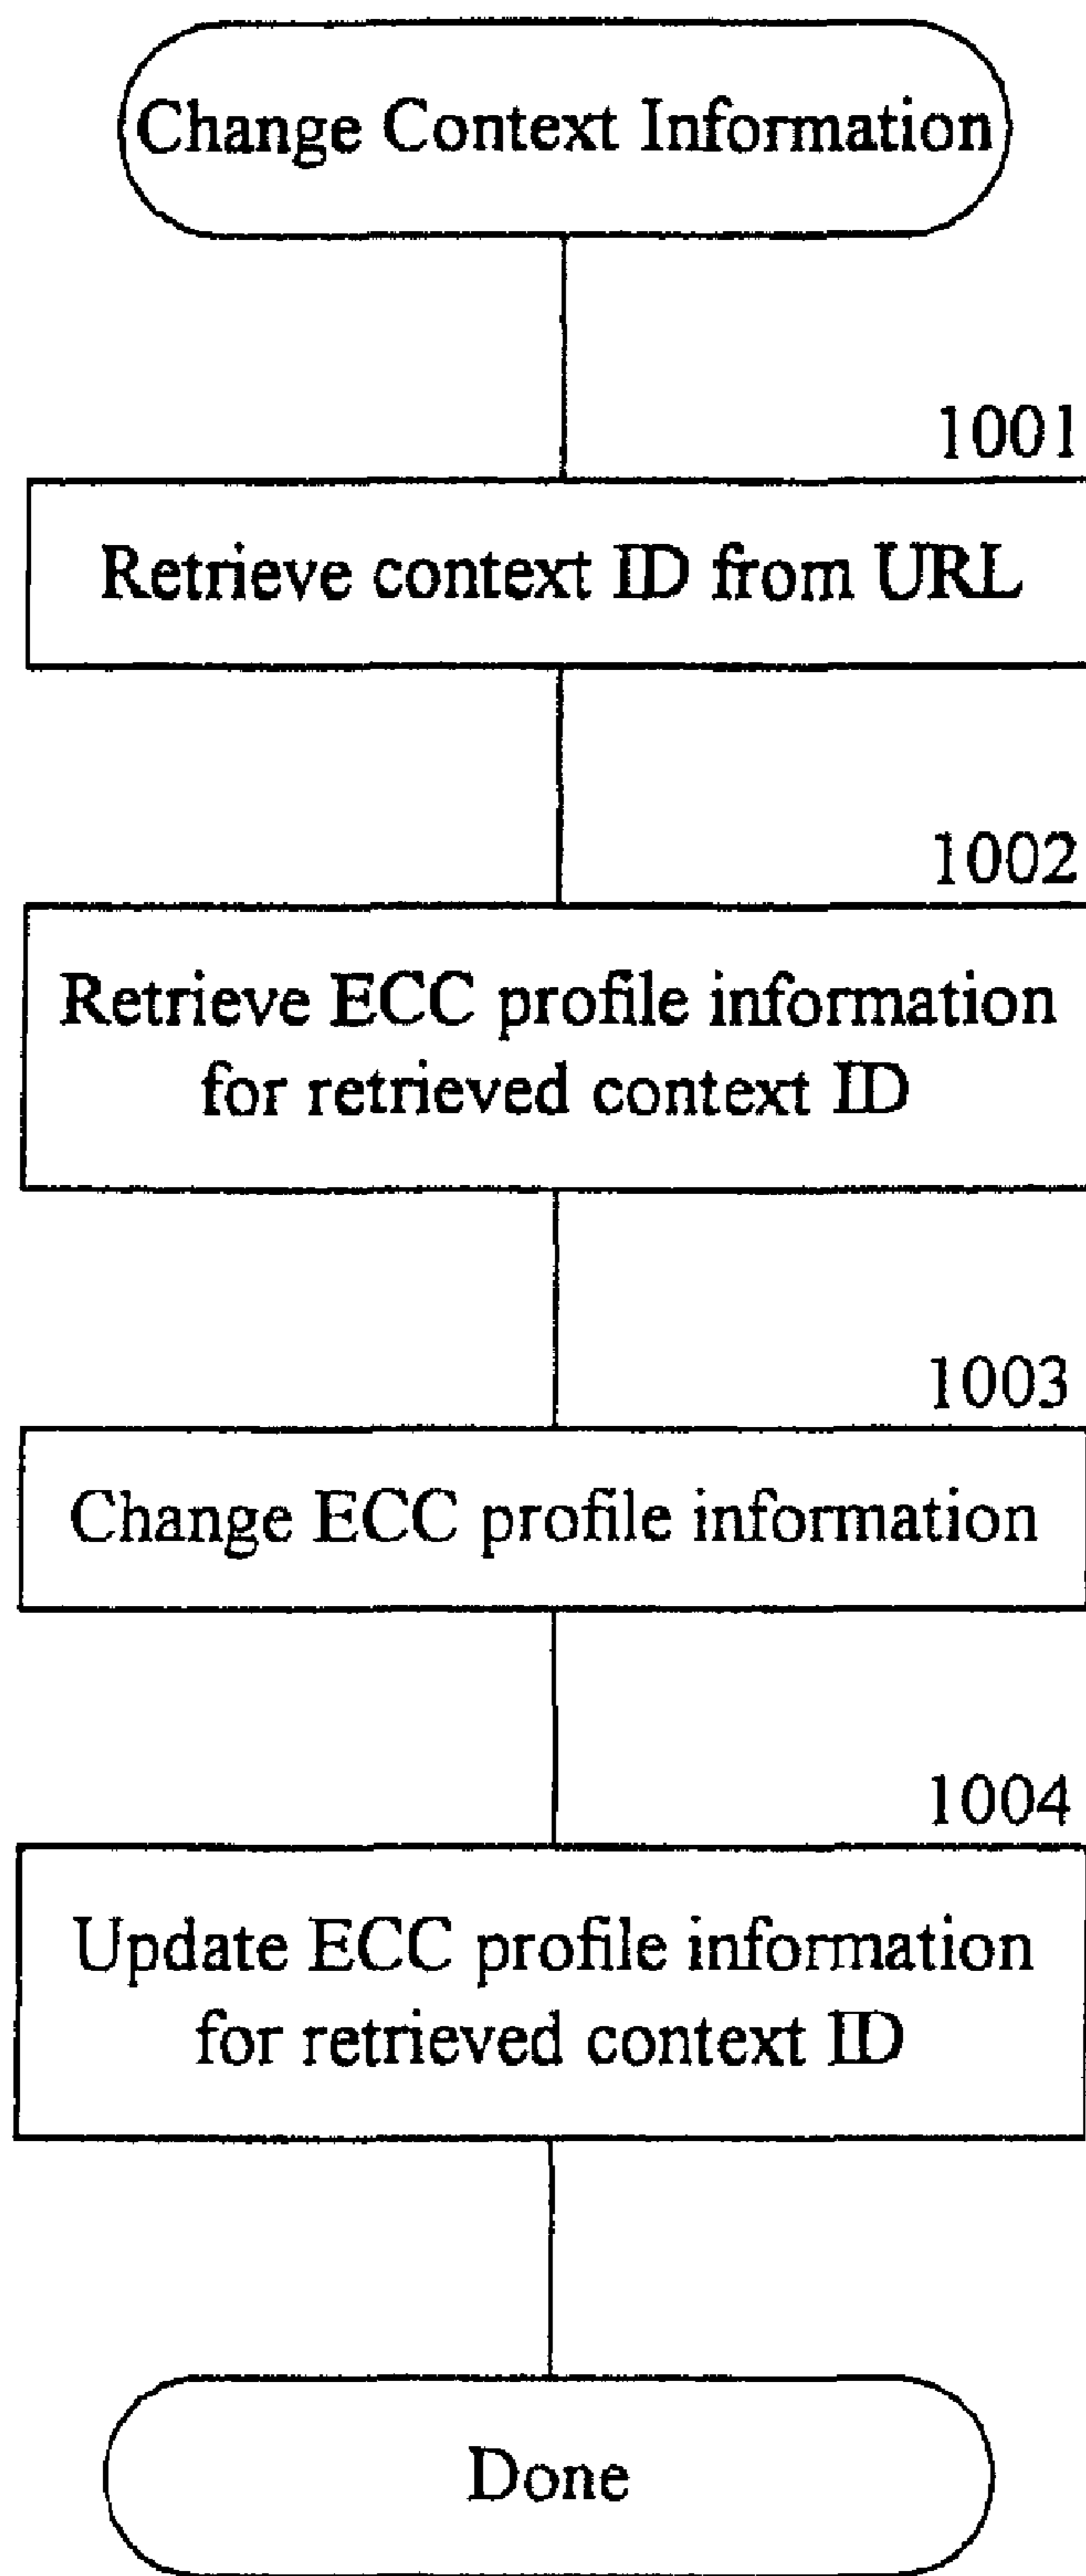 Change Context Information
1001
Retrieve context ID from URL
1002
Retrieve ECC profile information
for retrieved context ID
1003
Change ECC profile information
1004
Update ECC profile information
for retrieved context ID
Done